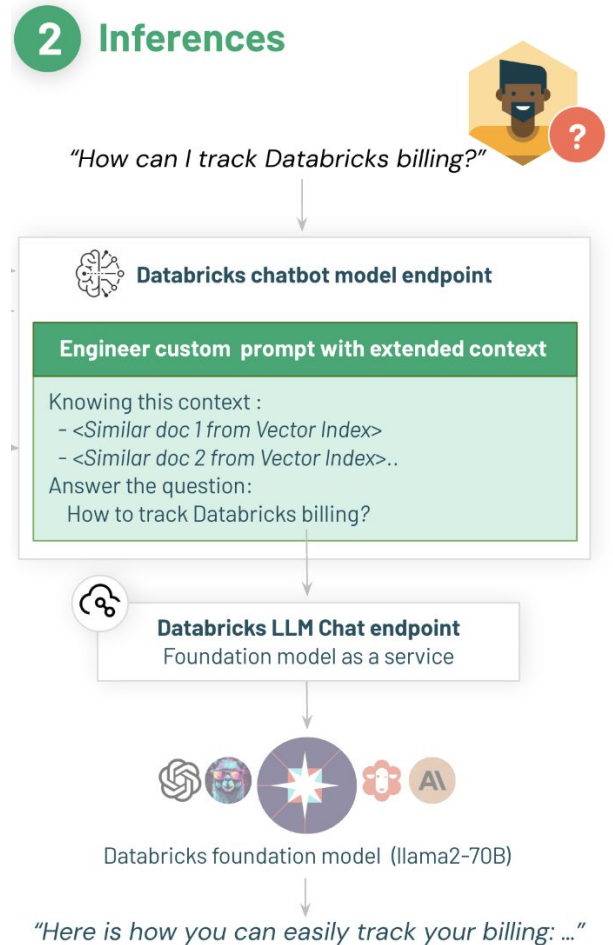 2 Inferences
?
“How can I track Databricks billing?”
Databricks chatbot model endpoint
Engineer custom prompt with extended context
Knowing this context :
- <Similar doc 1 from Vector Index>
- <Similar doc 2 from Vector Index>..
Answer the question:
How to track Databricks billing?
Databricks LLM Chat endpoint
Foundation model as a service
AI
Databricks foundation model (llama2-70B)
“Here is how you can easily track your billing: ...”